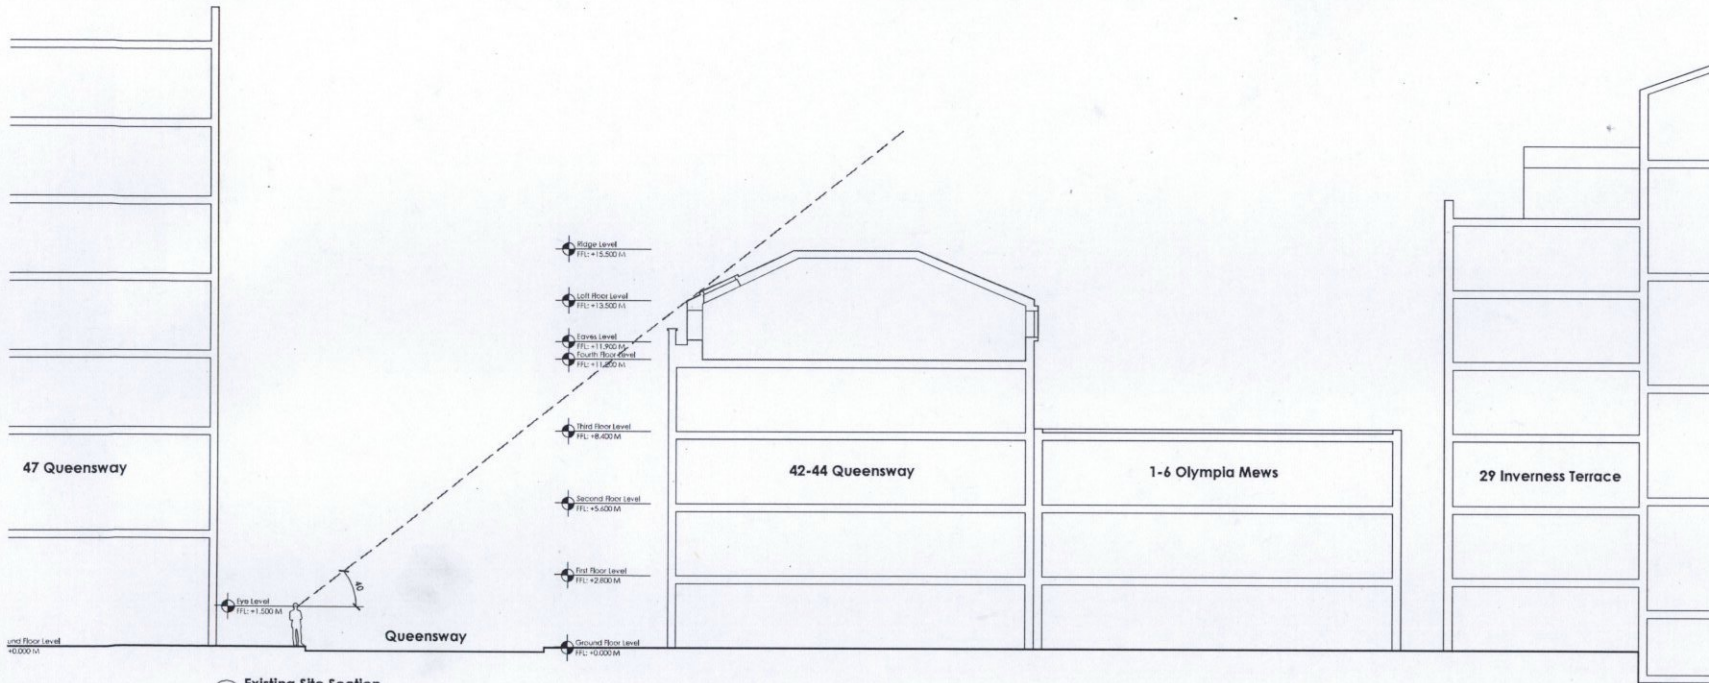 Ridge Level
FFL: +15.500 M
Loft Floor Level
FFL: +13.500 M
Eaves Level
FFL: +11.900 M
Fourth Floor Level
FFL: +11.200 M
Third Floor Level
FFL: +8.400 M
47 Queensway
42-44 Queensway
1-6 Olympia Mews
29 Inverness Terrace
Second Floor Level
FFL: +5.600 M
First Floor Level
FFL: +2.800 M
40
Eye Level
FFL: +1.500 M
Queensway
und Floor Level
+0.000 M
Ground Floor Level
FFL: +0.000 M
Existing Site Section